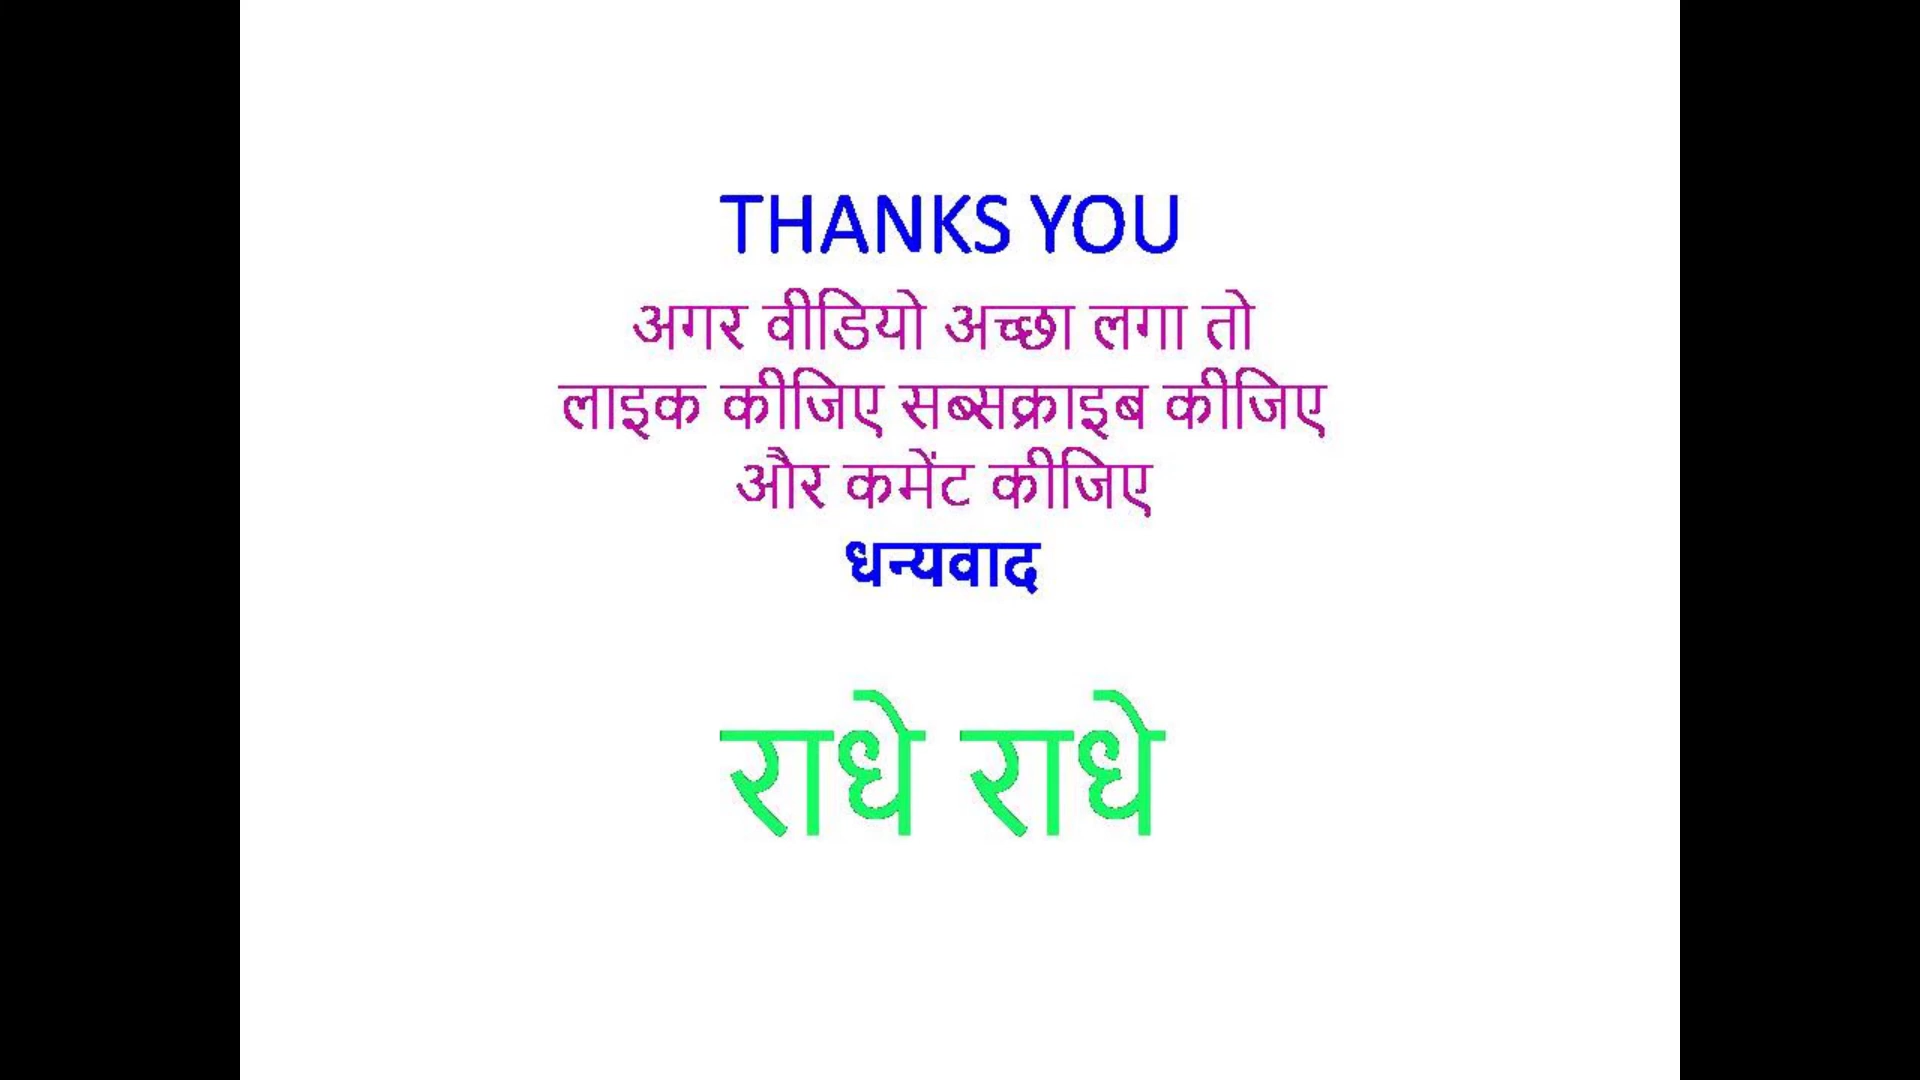 THANKS YOU
अगर वीडियो अच्छा लगा तो
लाइक कीजिए सब्सक्राइब कीजिए
और कमेंट कीजिए
धन्यवाद
राधे राधे